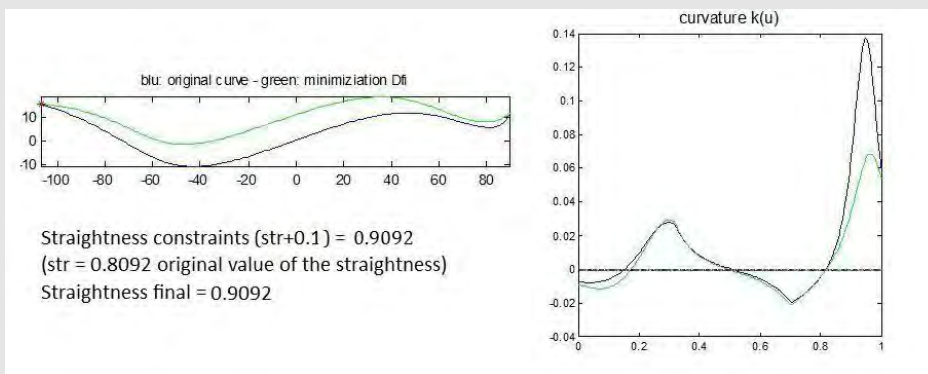 blu: original curve - green: minimiziation Dfi
10
0
-10
-100 -80 -60 -40 -20 0 20 40 60 80
Straightness constraints (str+0.1) = 0.9092
(str = 0.8092 original value of the straightness)
Straightness final = 0.9092
curvature k(u)
0.14
0.12
0.1
0.08
0.06
0.04
0.02
0
-0.02
-0.04
0 0.2 0.4 0.6 0.8 1